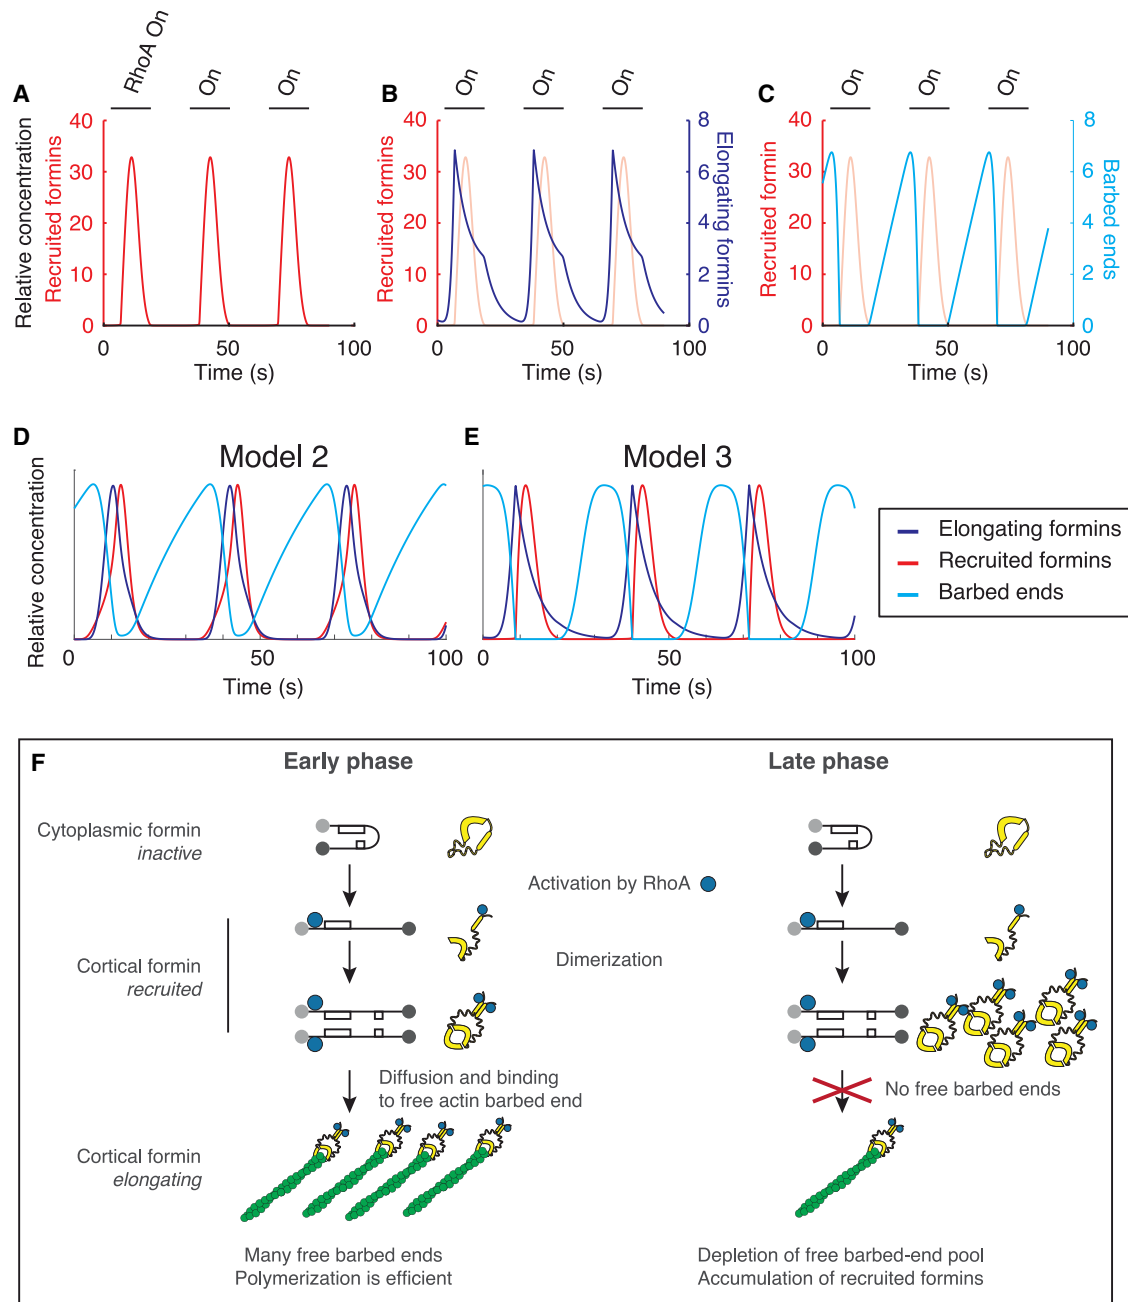 RhoA On
On
On
A
Relative concentration
Recruited formins
40
30
20
10
0
0
100
Time (s)
On
On
On
B
Recruited formins
40
30
20
10
0
8
6
4
2
0
Elongating formins
0
50
100
Time (s)
On
On
On
C
Recruited formin
40
30
20
10
0
8
6
4
2
0
Barbed ends
0
50
100
Time (s)
D
Model 2
Relative concentration
0
50
100
Time (s)
E
Model 3
0
50
100
Time (s)
Elongating formins
Recruited formins
Barbed ends
F
Early phase
Late phase
Cytoplasmic formin
inactive
Activation by RhoA
Cortical formin
recruited
Dimerization
Diffusion and binding
to free actin barbed end
No free barbed ends
Cortical formin
elongating
Many free barbed ends
Polymerization is efficient
Depletion of free barbed-end pool
Accumulation of recruited formins